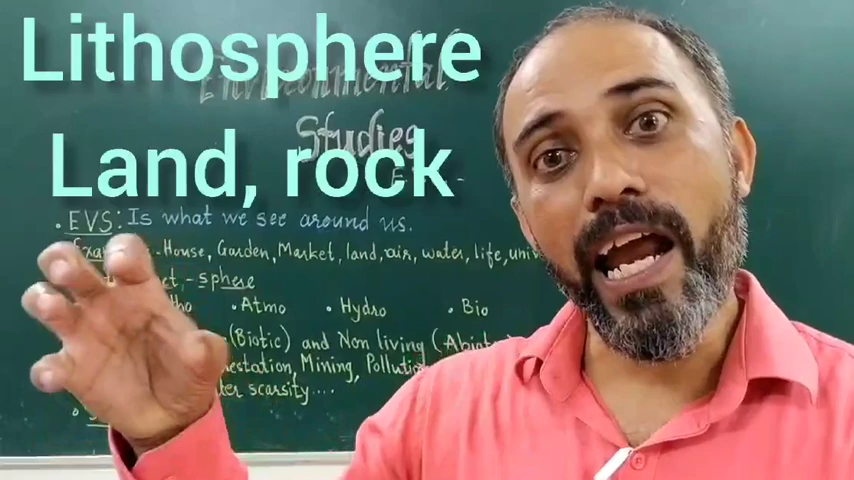 Lithosphere
Land, rock
Environmental
Studies
• EVS: Is what we see around us.
House, Garden, Market, land, air, water, life,
-sphere
• Atmo • Hydro • Bio
(Biotic) and Non living (Abiotic
Mining, Pollution
scarsity....